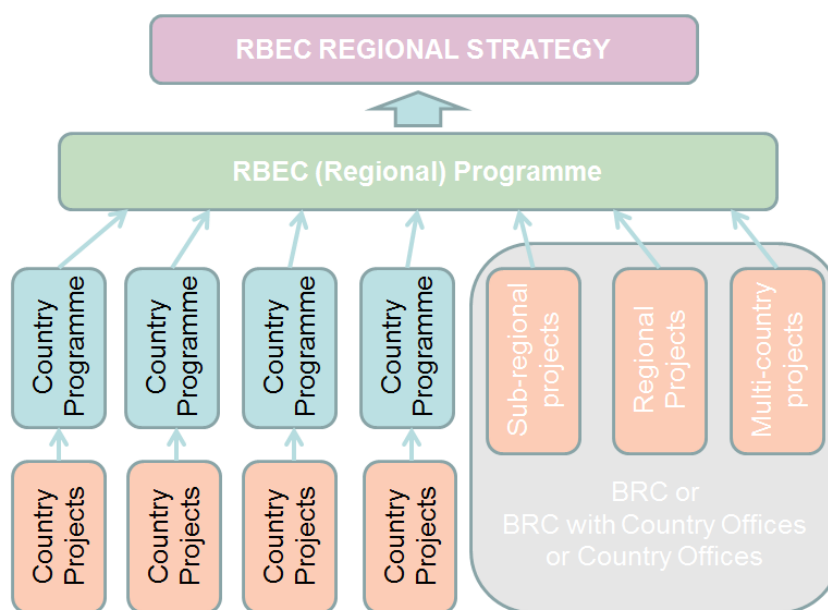 RBEC REGIONAL STRATEGY
RBEC (Regional) Programme
Country
Programme
Country
Programme
Country
Programme
Country
Programme
Sub-regional
projects
Regional
Projects
Multi-country
projects
Country
Projects
Country
Projects
Country
Projects
Country
Projects
BRC or
BRC with Country Offices
or Country Offices